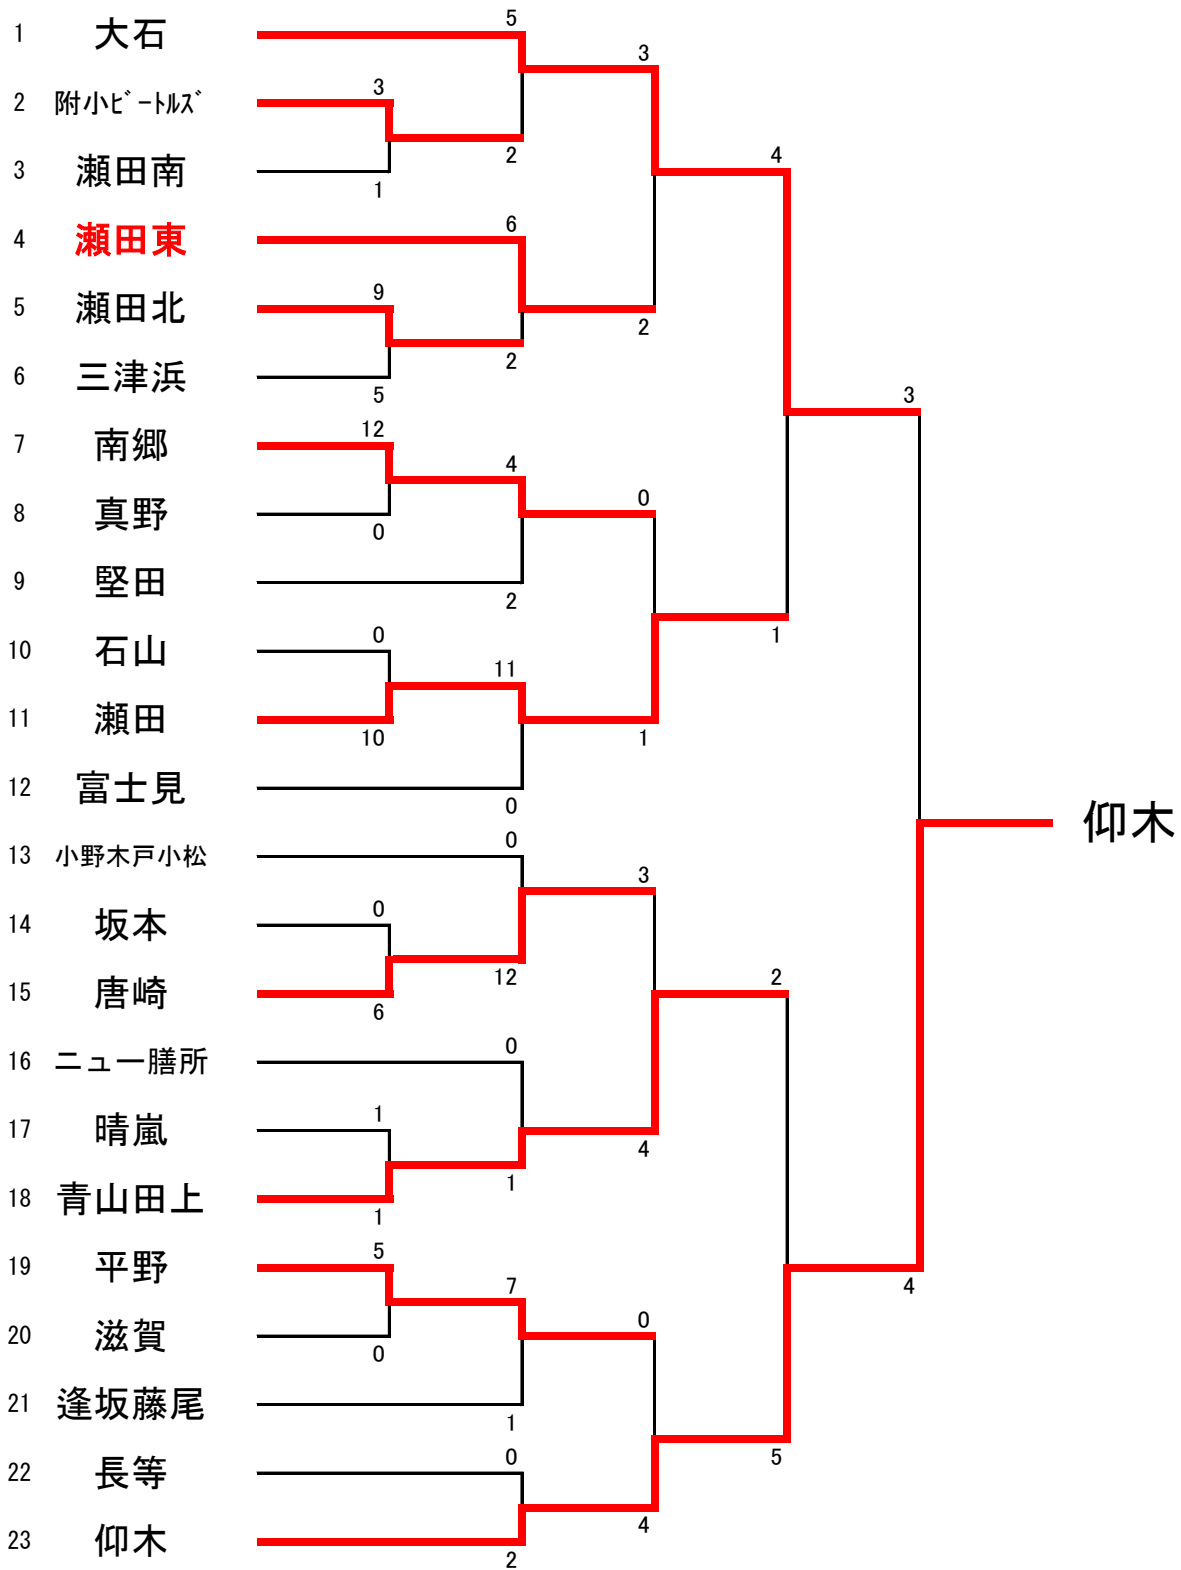 5
1 大石
3
2 附小ﾋﾞｰﾄﾙｽﾞ
3
2
4
3 瀬田南
1
4 瀬田東
6
5 瀬田北
9
2
2
6 三津浜
5
3
7 南郷
12
4
0
8 真野
0
9 堅田
2
10 石山
0
1
11
11 瀬田
10
1
12 富士見
0
仰木
13 小野木戸小松
0
3
14 坂本
0
12
2
15 唐崎
6
16 ニュー膳所
0
17 晴嵐
1
4
1
18 青山田上
1
19 平野
5
7
4
0
20 滋賀
0
21 逢坂藤尾
1
0
5
22 長等
4
23 仰木
2